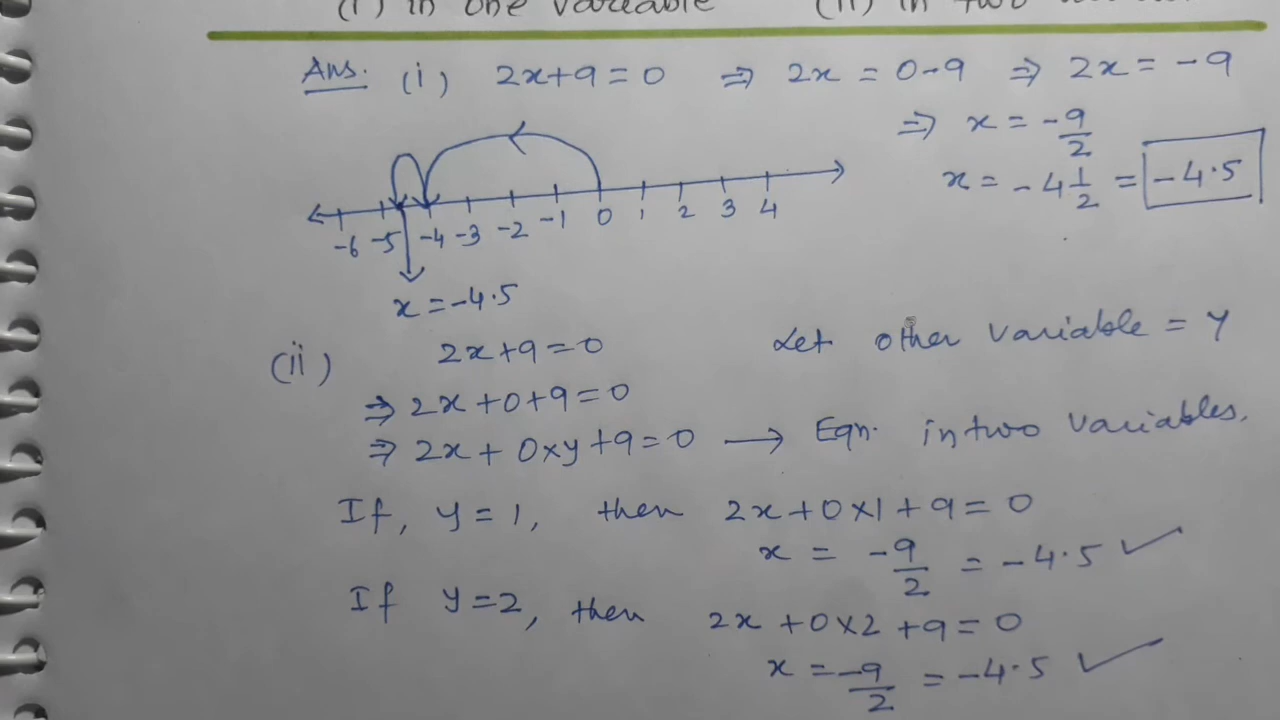 (i) in one variable (ii) in two
Ans. (i) 2x+9=0 ⇒ 2x = 0-9 ⇒ 2x = -9
⇒ x = -9/2
x = -4 1/2 = -4.5
-6 -5 -4 -3 -2 -1 0 1 2 3 4
x = -4.5
(ii) 2x+9=0 Let other variable = y
⇒ 2x+0+9=0
⇒ 2x+0×y+9=0 → Eqn. in two variables.
If, y=1, then 2x+0×1+9=0
x = -9/2 = -4.5 ✓
If y=2, then 2x+0×2+9=0
x = -9/2 = -4.5 ✓